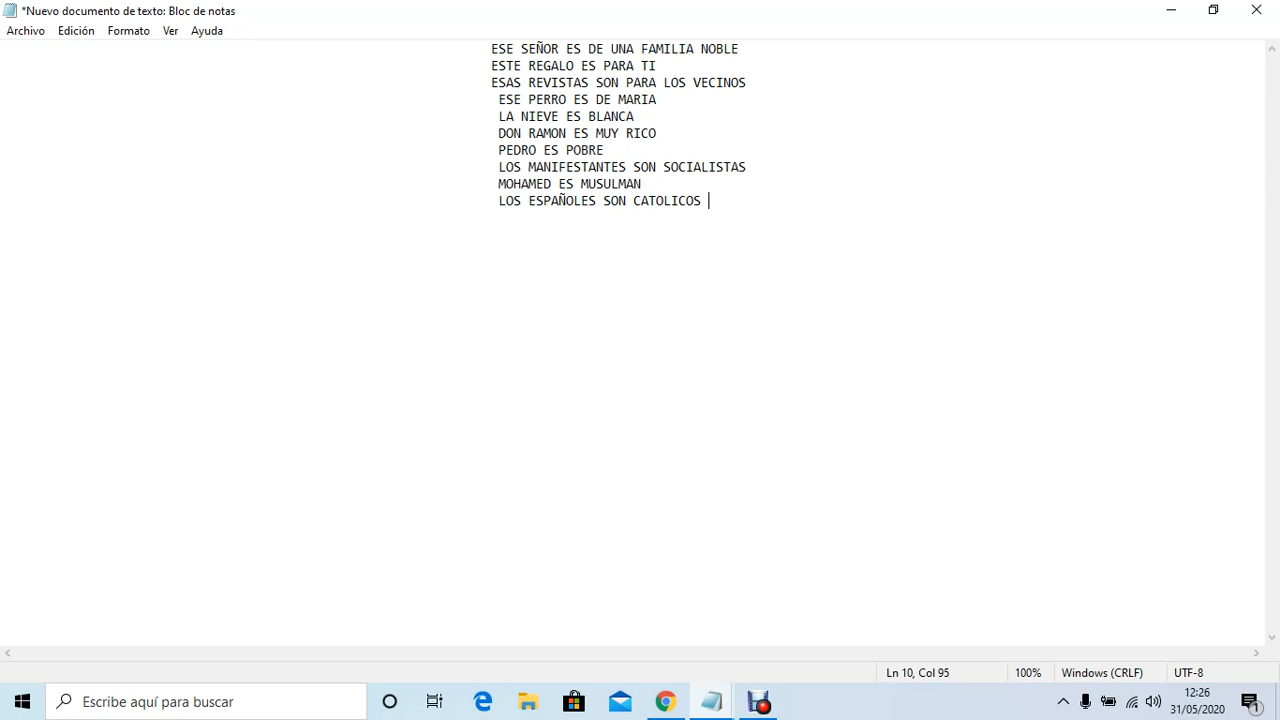 *Nuevo documento de texto: Bloc de notas
Archivo Edición Formato Ver Ayuda
ESE SEÑOR ES DE UNA FAMILIA NOBLE
ESTE REGALO ES PARA TI
ESAS REVISTAS SON PARA LOS VECINOS
ESE PERRO ES DE MARIA
LA NIEVE ES BLANCA
DON RAMON ES MUY RICO
PEDRO ES POBRE
LOS MANIFESTANTES SON SOCIALISTAS
MOHAMED ES MUSULMAN
LOS ESPAÑOLES SON CATOLICOS
Ln 10, Col 95 100% Windows (CRLF) UTF-8
Escribe aquí para buscar
12:26
31/05/2020
1